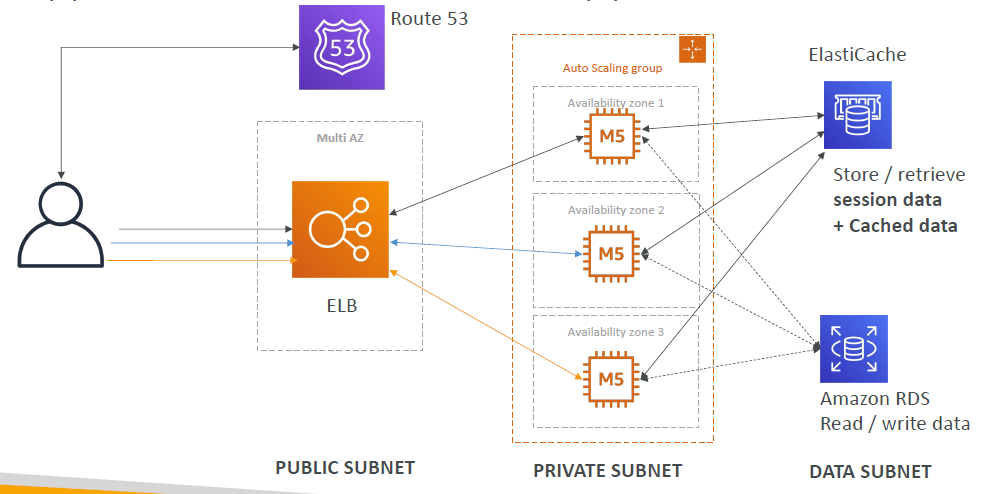 Route 53
53
ElastiCache
Auto Scaling group
Availability zone 1
M5
Multi AZ
Store / retrieve
session data
+ Cached data
Availability zone 2
M5
ELB
Availability zone 3
M5
Amazon RDS
Read / write data
PUBLIC SUBNET
PRIVATE SUBNET
DATA SUBNET